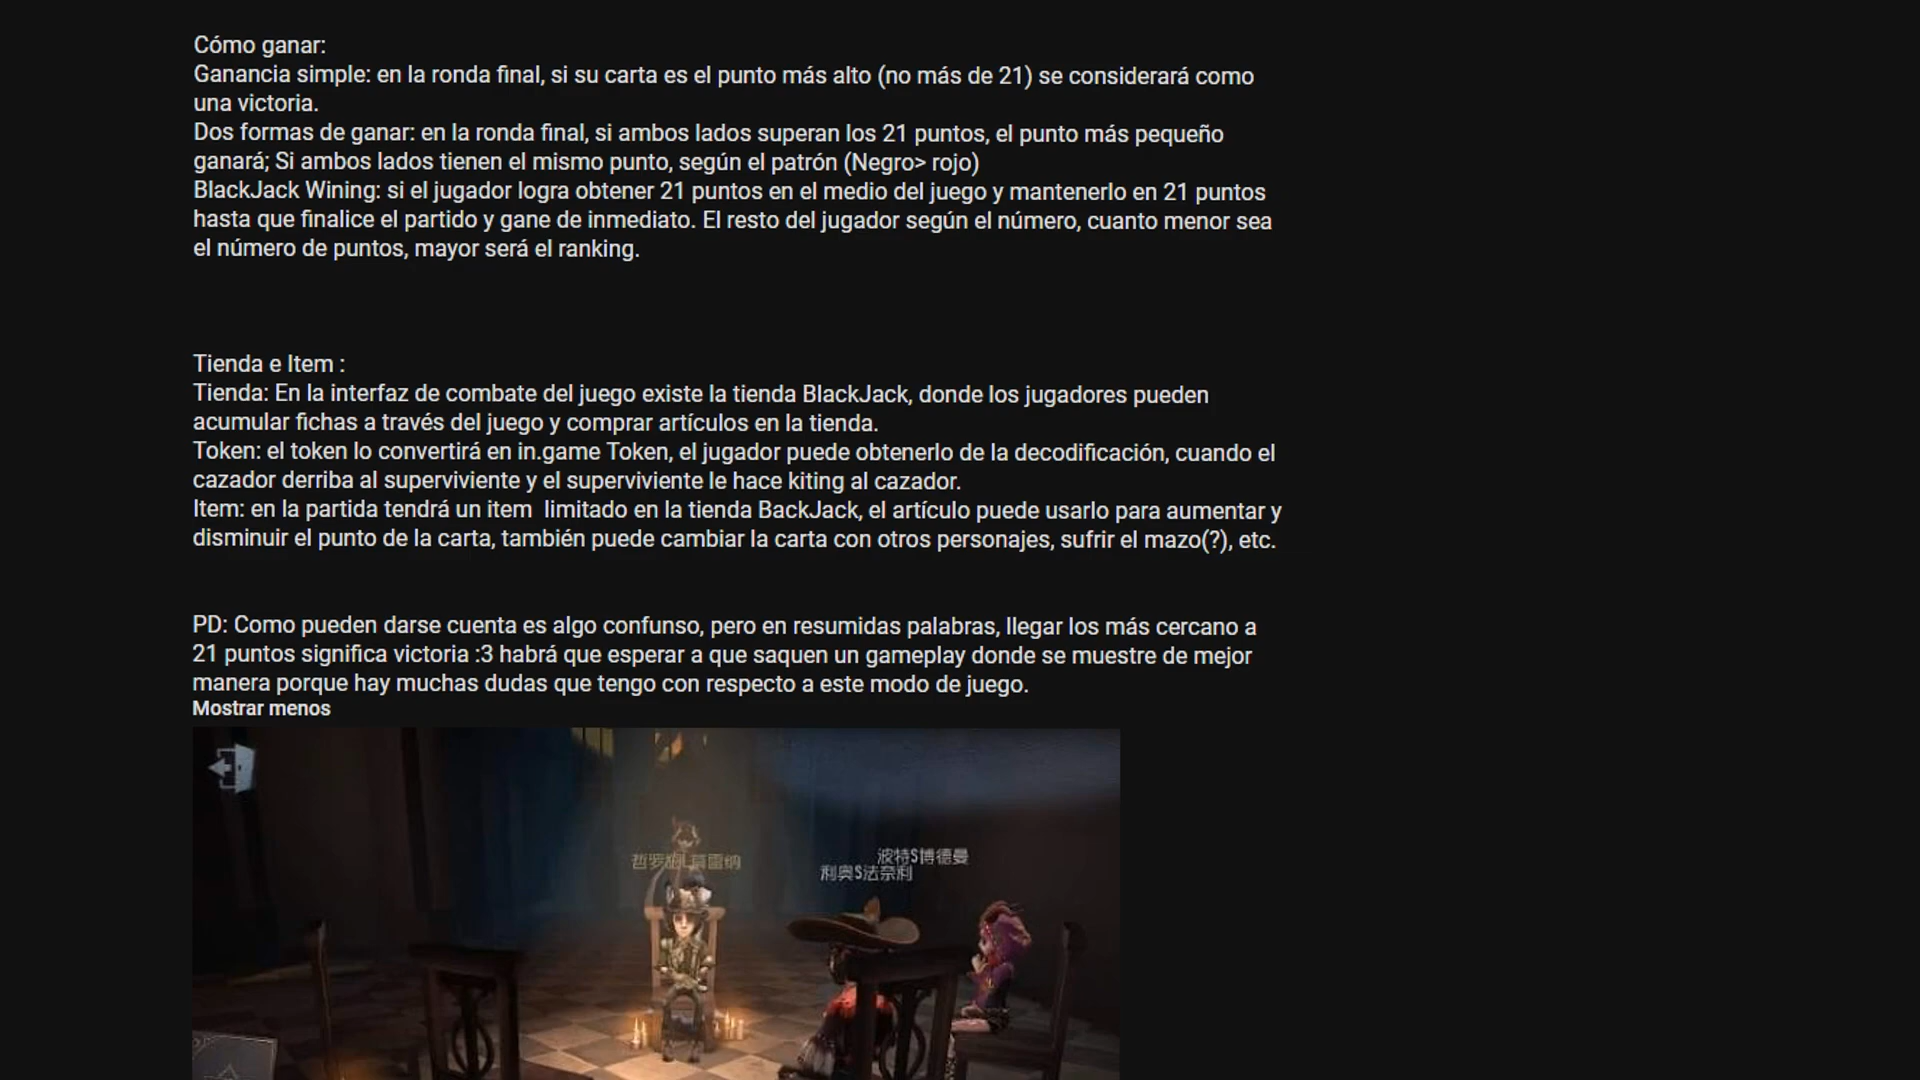 Cómo ganar:
Ganancia simple: en la ronda final, si su carta es el punto más alto (no más de 21) se considerará como
una victoria.
Dos formas de ganar: en la ronda final, si ambos lados superan los 21 puntos, el punto más pequeño
ganará; Si ambos lados tienen el mismo punto, según el patrón (Negro> rojo)
BlackJack Wining: si el jugador logra obtener 21 puntos en el medio del juego y mantenerlo en 21 puntos
hasta que finalice el partido y gane de inmediato. El resto del jugador según el número, cuanto menor sea
el número de puntos, mayor será el ranking.
Tienda e Item :
Tienda: En la interfaz de combate del juego existe la tienda BlackJack, donde los jugadores pueden
acumular fichas a través del juego y comprar artículos en la tienda.
Token: el token lo convertirá en in.game Token, el jugador puede obtenerlo de la decodificación, cuando el
cazador derriba al superviviente y el superviviente le hace kiting al cazador.
Item: en la partida tendrá un item  limitado en la tienda BackJack, el artículo puede usarlo para aumentar y
disminuir el punto de la carta, también puede cambiar la carta con otros personajes, sufrir el mazo(?), etc.
PD: Como pueden darse cuenta es algo confunso, pero en resumidas palabras, llegar los más cercano a
21 puntos significa victoria :3 habrá que esperar a que saquen un gameplay donde se muestre de mejor
manera porque hay muchas dudas que tengo con respecto a este modo de juego.
Mostrar menos
波特S博德曼
利奥S法奈利